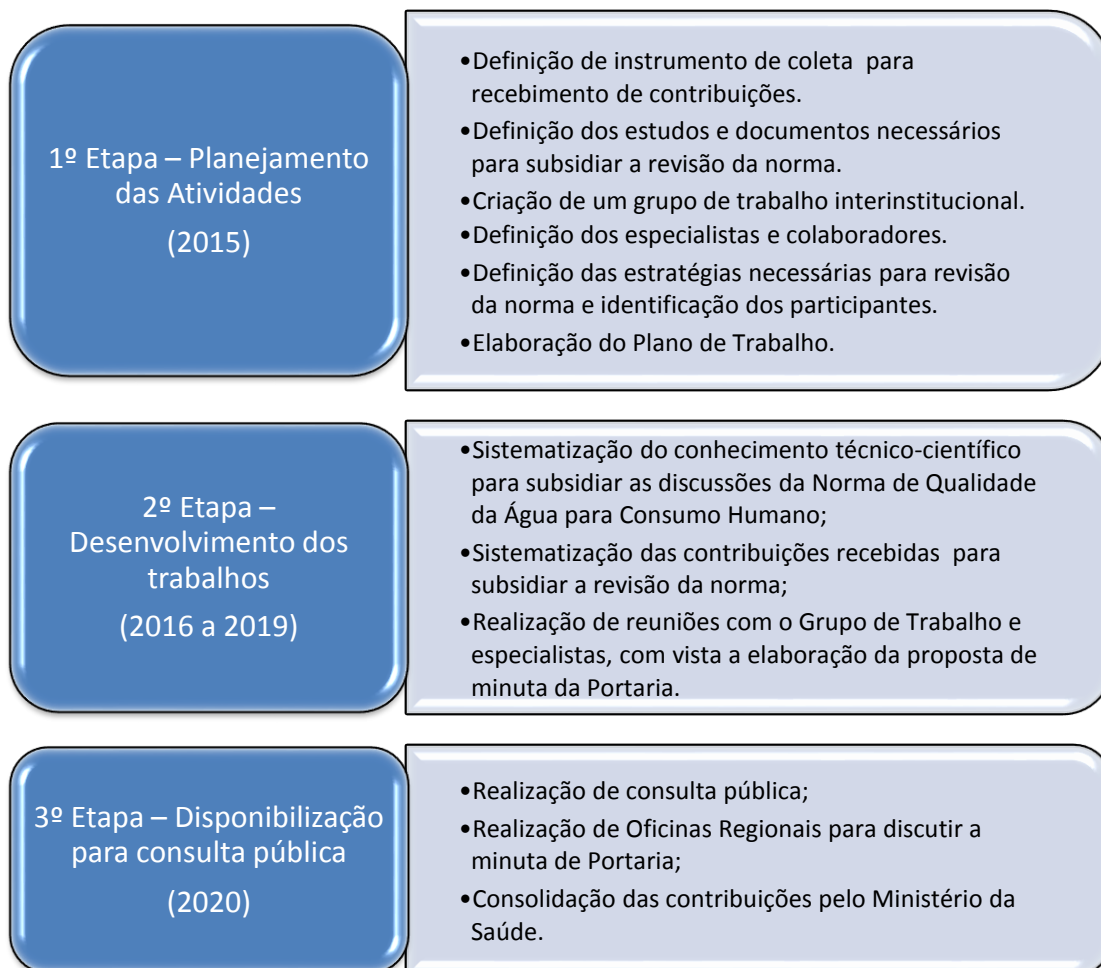 1º Etapa – Planejamento
das Atividades
(2015)
•Definição de instrumento de coleta para
recebimento de contribuições.
•Definição dos estudos e documentos necessários
para subsidiar a revisão da norma.
•Criação de um grupo de trabalho interinstitucional.
•Definição dos especialistas e colaboradores.
•Definição das estratégias necessárias para revisão
da norma e identificação dos participantes.
•Elaboração do Plano de Trabalho.
2º Etapa –
Desenvolvimento dos
trabalhos
(2016 a 2019)
•Sistematização do conhecimento técnico-científico
para subsidiar as discussões da Norma de Qualidade
da Água para Consumo Humano;
•Sistematização das contribuições recebidas para
subsidiar a revisão da norma;
•Realização de reuniões com o Grupo de Trabalho e
especialistas, com vista a elaboração da proposta de
minuta da Portaria.
3º Etapa – Disponibilização
para consulta pública
(2020)
•Realização de consulta pública;
•Realização de Oficinas Regionais para discutir a
minuta de Portaria;
•Consolidação das contribuições pelo Ministério da
Saúde.